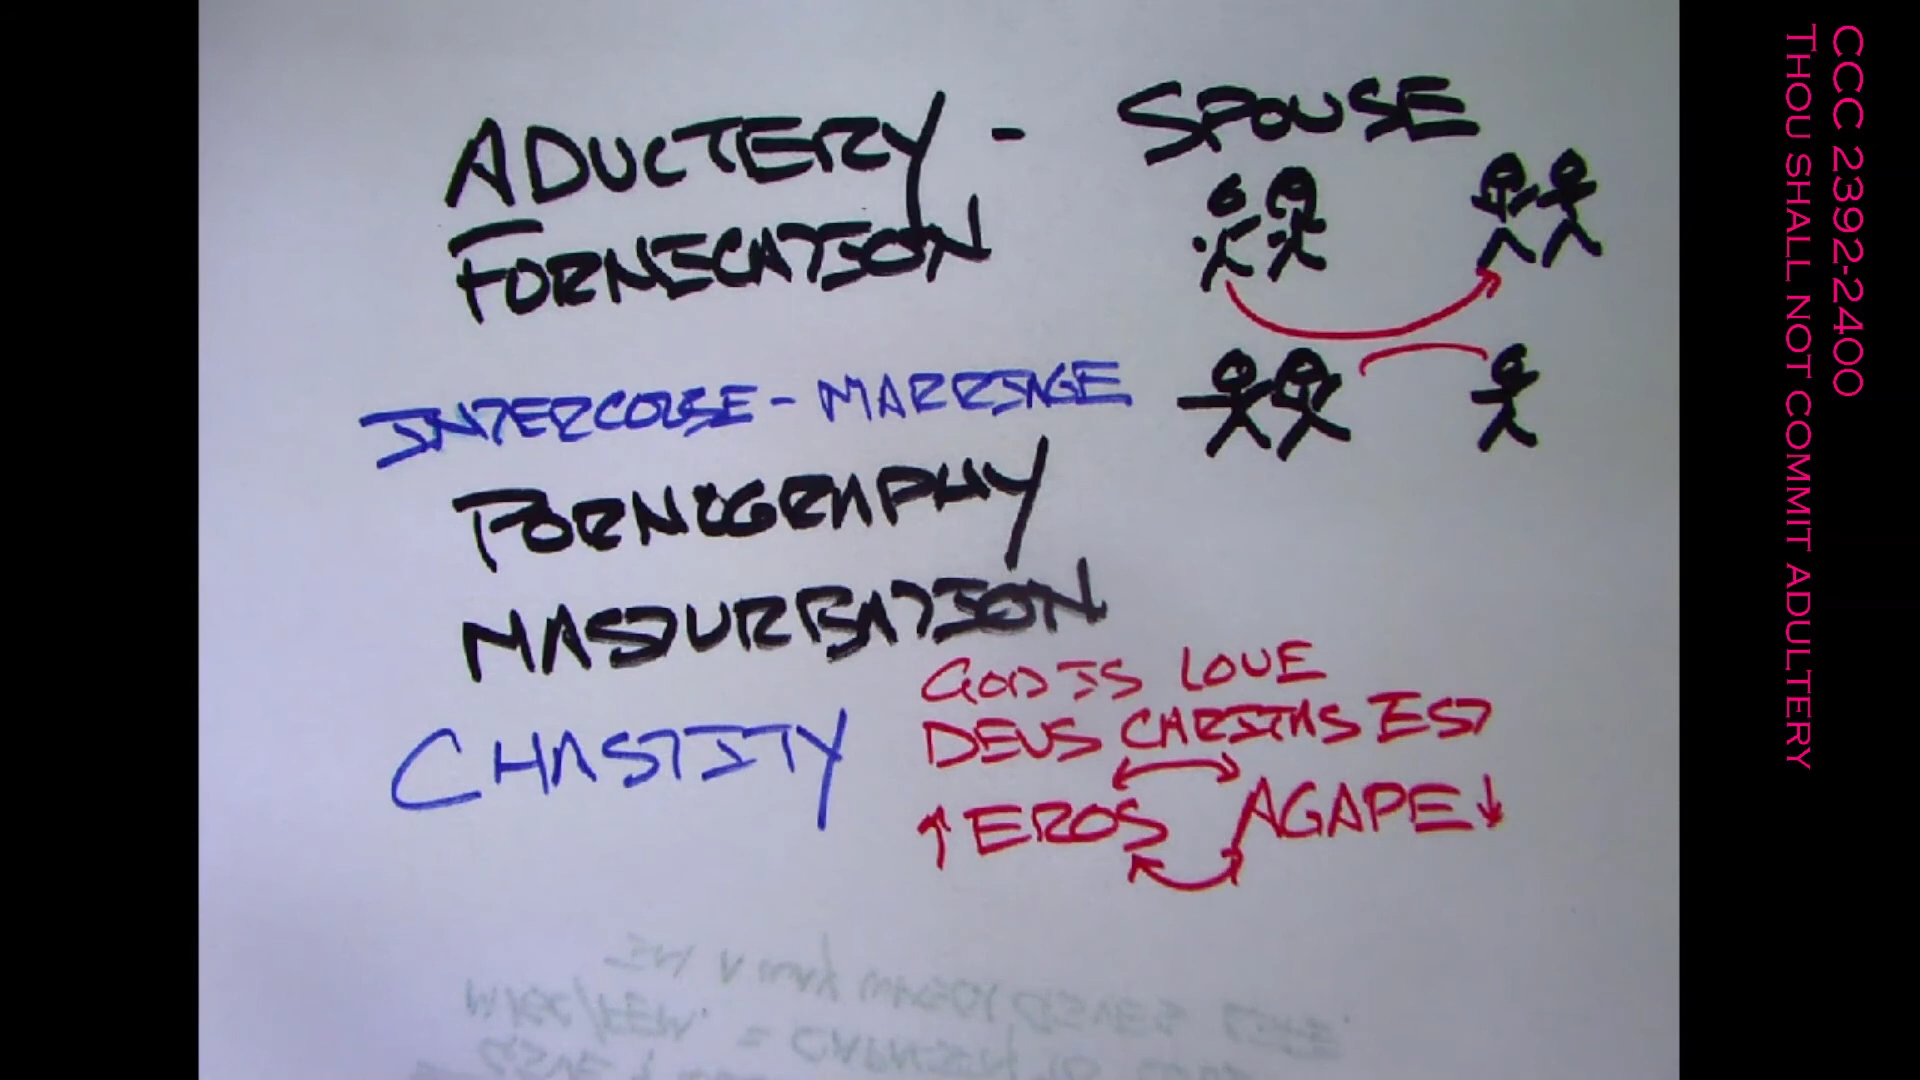 ADULTERY - SPOUSE
FORNICATION
INTERCOUSE - MARRIAGE
PORNOGRAPHY
MASTURBATION
GOD IS LOVE
DEUS CARITAS EST
CHASTITY
↑ EROS AGAPE ↓
CCC 2392-2400
THOU SHALL NOT COMMIT ADULTERY